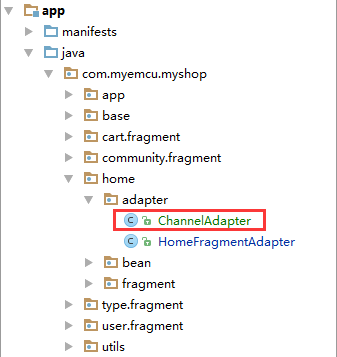 app
manifests
java
com.myemcu.myshop
app
base
cart.fragment
community.fragment
home
adapter
C ChannelAdapter
C HomeFragmentAdapter
bean
fragment
type.fragment
user.fragment
utils